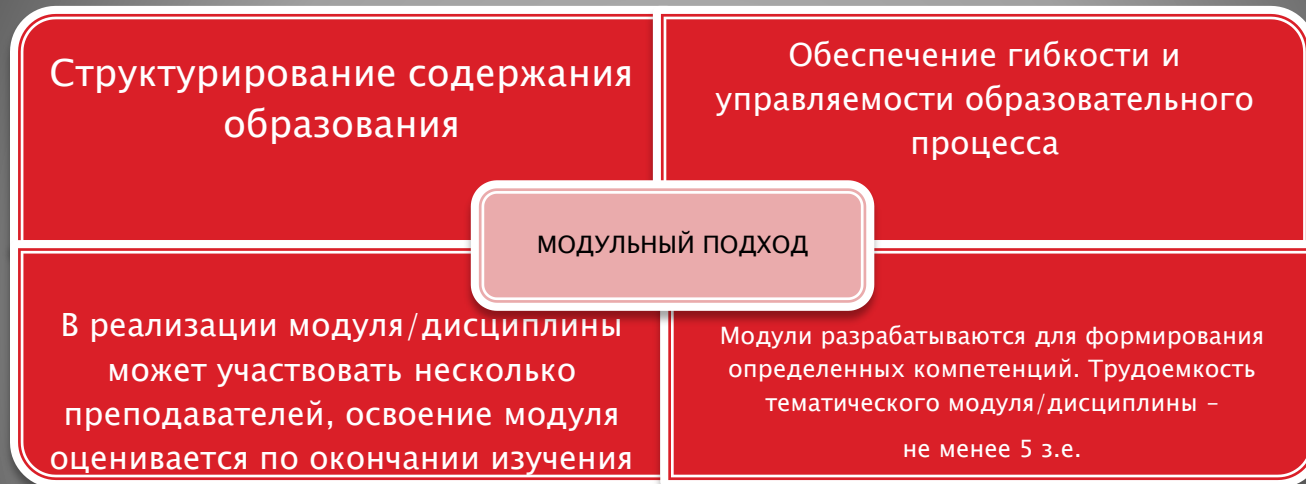 Структурирование содержания
образования
Обеспечение гибкости и
управляемости образовательного
процесса
МОДУЛЬНЫЙ ПОДХОД
В реализации модуля/дисциплины
может участвовать несколько
преподавателей, освоение модуля
оценивается по окончании изучения
Модули разрабатываются для формирования
определенных компетенций. Трудоемкость
тематического модуля/дисциплины –
не менее 5 з.е.